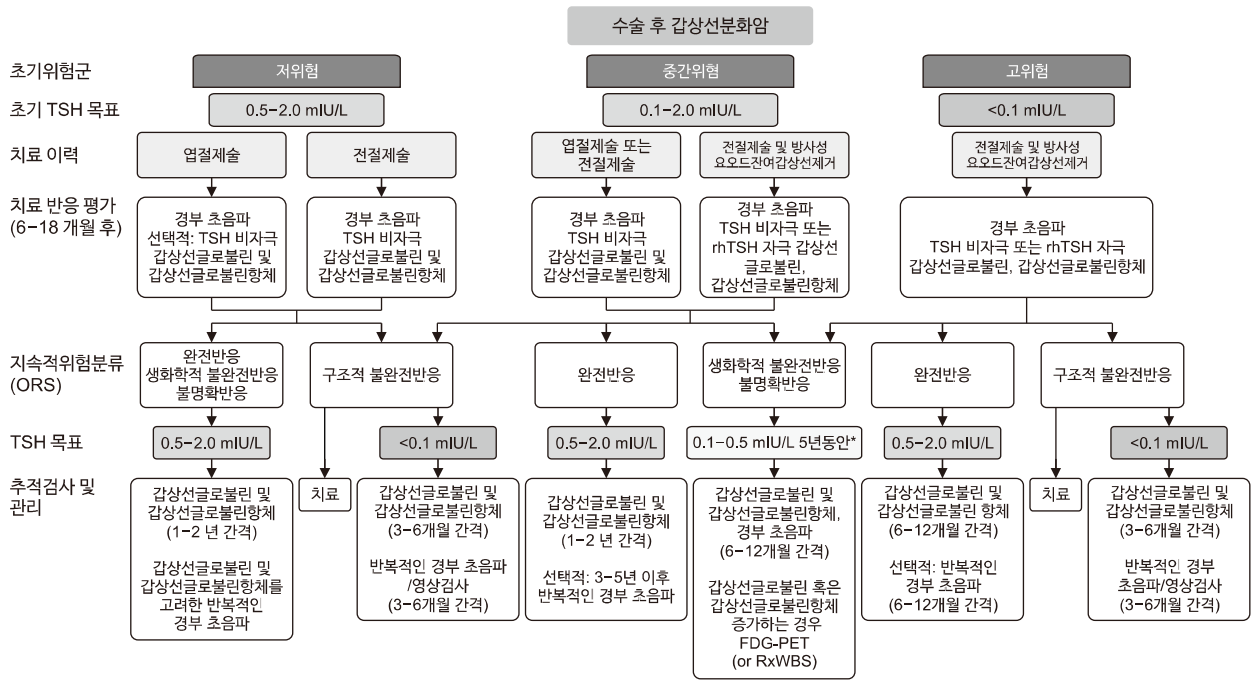 수술 후 갑상선분화암
초기위험군
저위험
중간위험
고위험
초기 TSH 목표
0.5−2.0 mIU/L
0.1−2.0 mIU/L
<0.1 mIU/L
치료 이력
엽절제술
전절제술
엽절제술 또는
전절제술
전절제술 및 방사성
요오드잔여갑상선제거
전절제술 및 방사성
요오드잔여갑상선제거
치료 반응 평가
(6−18 개월 후)
경부 초음파
선택적: TSH 비자극
갑상선글로불린 및
갑상선글로불린항체
경부 초음파
TSH 비자극
갑상선글로불린 및
갑상선글로불린항체
경부 초음파
TSH 비자극
갑상선글로불린 및
갑상선글로불린항체
경부 초음파
TSH 비자극 또는
rhTSH 자극 갑상선
글로불린,
갑상선글로불린항체
경부 초음파
TSH 비자극 또는 rhTSH 자극
갑상선글로불린, 갑상선글로불린항체
지속적위험분류
(ORS)
완전반응
생화학적 불완전반응
불명확반응
구조적 불완전반응
완전반응
생화학적 불완전반응
불명확반응
완전반응
구조적 불완전반응
TSH 목표
0.5−2.0 mIU/L
<0.1 mIU/L
0.5−2.0 mIU/L
0.1−0.5 mIU/L 5년동안*
0.5−2.0 mIU/L
<0.1 mIU/L
추적검사 및
관리
갑상선글로불린 및
갑상선글로불린항체
(1−2 년 간격)
갑상선글로불린 및
갑상선글로불린항체를
고려한 반복적인
경부 초음파
치료
갑상선글로불린 및
갑상선글로불린항체
(3−6개월 간격)
반복적인 경부 초음파
/영상검사
(3−6개월 간격)
갑상선글로불린 및
갑상선글로불린항체
(1−2 년 간격)
선택적: 3−5년 이후
반복적인 경부 초음파
갑상선글로불린 및
갑상선글로불린항체,
경부 초음파
(6−12개월 간격)
갑상선글로불린 혹은
갑상선글로불린항체
증가하는 경우
FDG-PET
(or RxWBS)
갑상선글로불린 및
갑상선글로불린 항체
(6−12개월 간격)
선택적: 반복적인
경부 초음파
(6−12개월 간격)
치료
갑상선글로불린 및
갑상선글로불린항체
(3−6개월 간격)
반복적인 경부
초음파/영상검사
(3−6개월 간격)